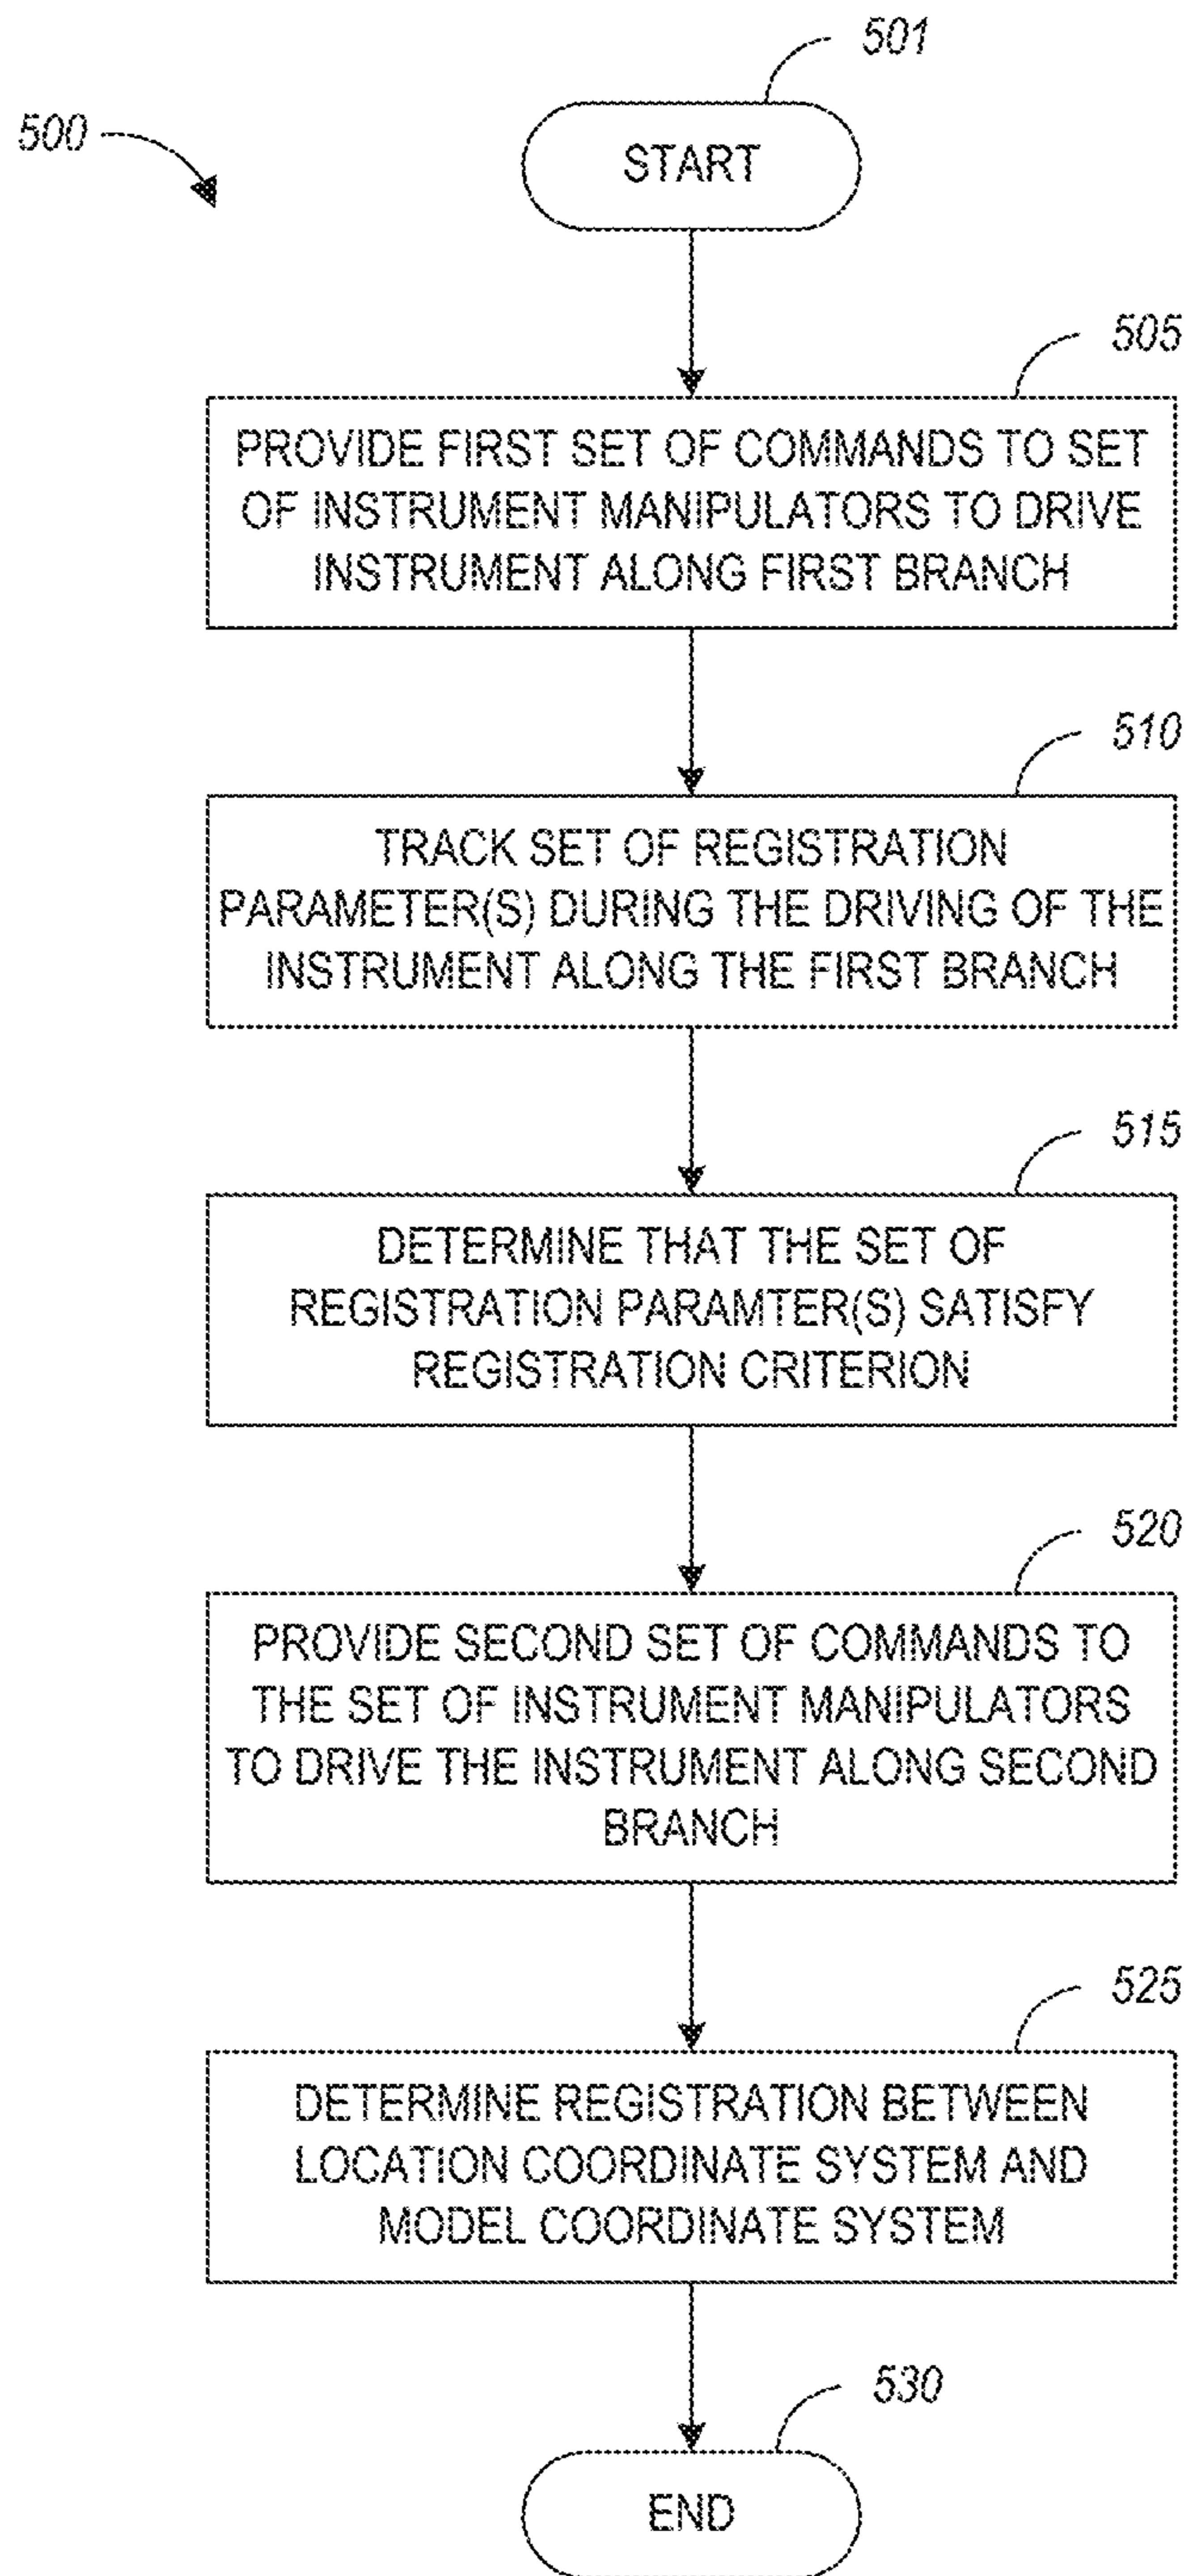 501
500
START
505
PROVIDE FIRST SET OF COMMANDS TO SET
OF INSTRUMENT MANIPULATORS TO DRIVE
INSTRUMENT ALONG FIRST BRANCH
510
TRACK SET OF REGISTRATION
PARAMETER(S) DURING THE DRIVING OF THE
INSTRUMENT ALONG THE FIRST BRANCH
515
DETERMINE THAT THE SET OF
REGISTRATION PARAMTER(S) SATISFY
REGISTRATION CRITERION
520
PROVIDE SECOND SET OF COMMANDS TO
THE SET OF INSTRUMENT MANIPULATORS
TO DRIVE THE INSTRUMENT ALONG SECOND
BRANCH
525
DETERMINE REGISTRATION BETWEEN
LOCATION COORDINATE SYSTEM AND
MODEL COORDINATE SYSTEM
530
END